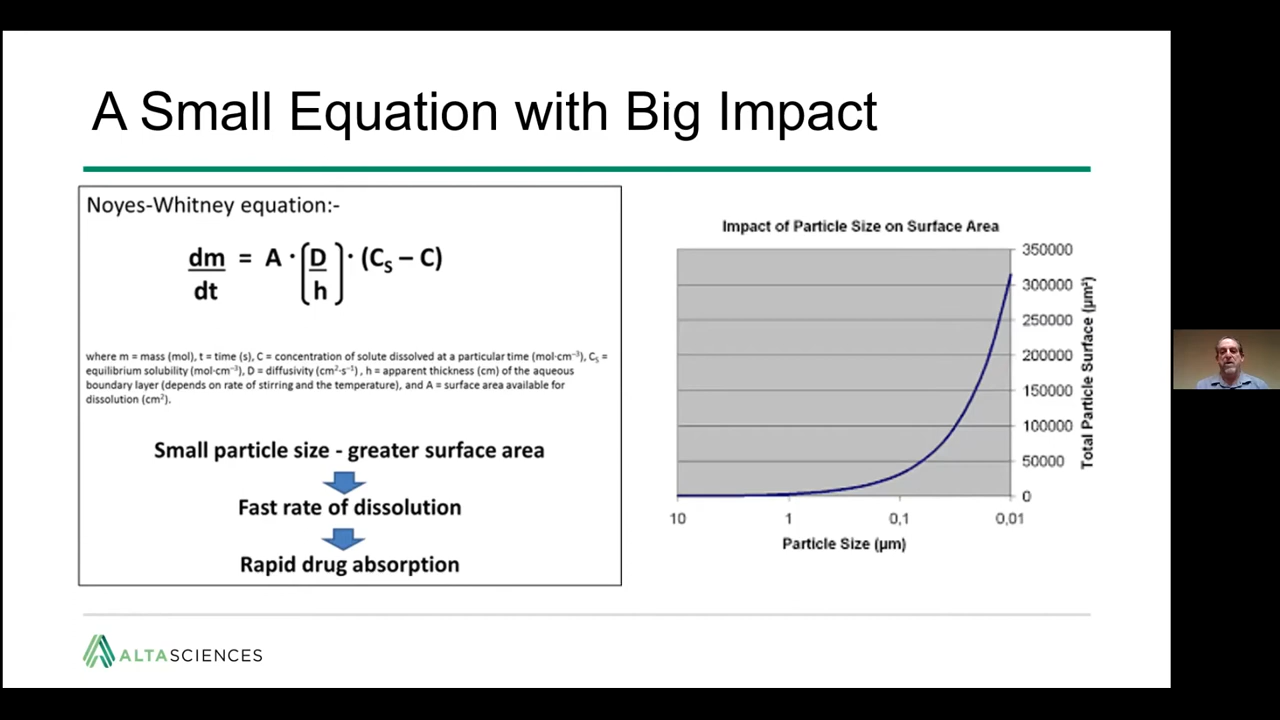 A Small Equation with Big Impact
Noyes-Whitney equation:-
dm = A · [D] · (Cₛ – C)
dt h
where m = mass (mol), t = time (s), C = concentration of solute dissolved at a particular time (mol·cm⁻³), Cₛ =
equilibrium solubility (mol·cm⁻³), D = diffusivity (cm²·s⁻¹) , h = apparent thickness (cm) of the aqueous
boundary layer (depends on rate of stirring and the temperature), and A = surface area available for
dissolution (cm²).
Small particle size - greater surface area
Fast rate of dissolution
Rapid drug absorption
Impact of Particle Size on Surface Area
350000
300000
250000
200000
150000
100000
50000
0
Total Particle Surface (µm²)
10 1 0,1 0,01
Particle Size (µm)
ALTASCIENCES